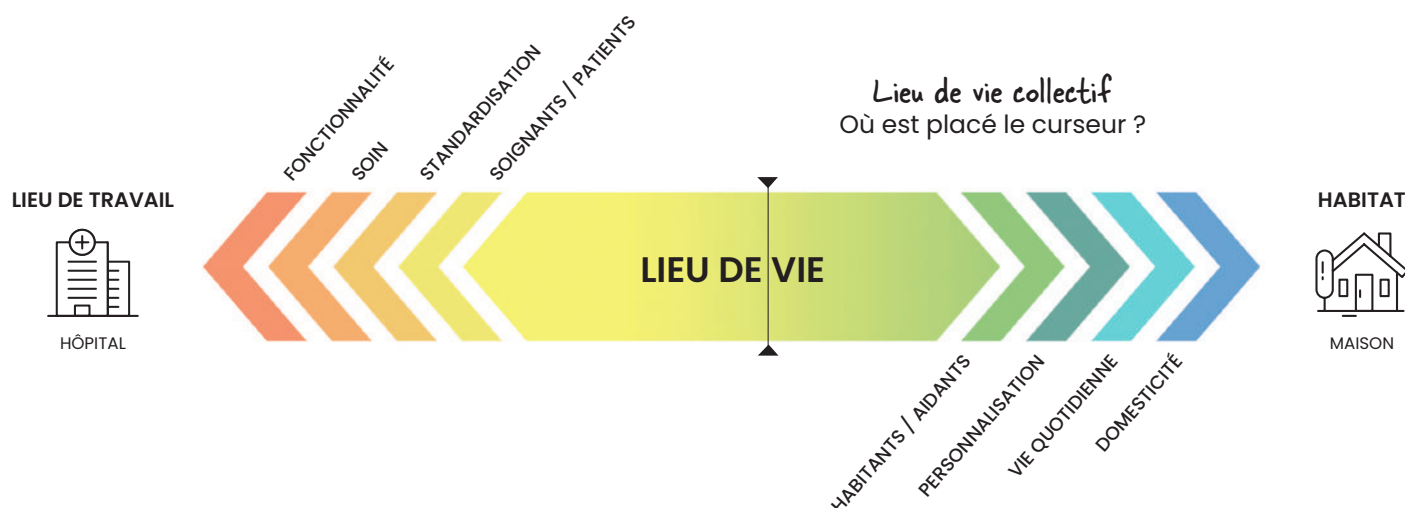 FONCTIONNALITÉ
SOIN
STANDARDISATION
SOIGNANTS / PATIENTS
Lieu de vie collectif
Où est placé le curseur ?
LIEU DE TRAVAIL
HÔPITAL
LIEU DE VIE
HABITAT
MAISON
HABITANTS / AIDANTS
PERSONNALISATION
VIE QUOTIDIENNE
DOMESTICITÉ